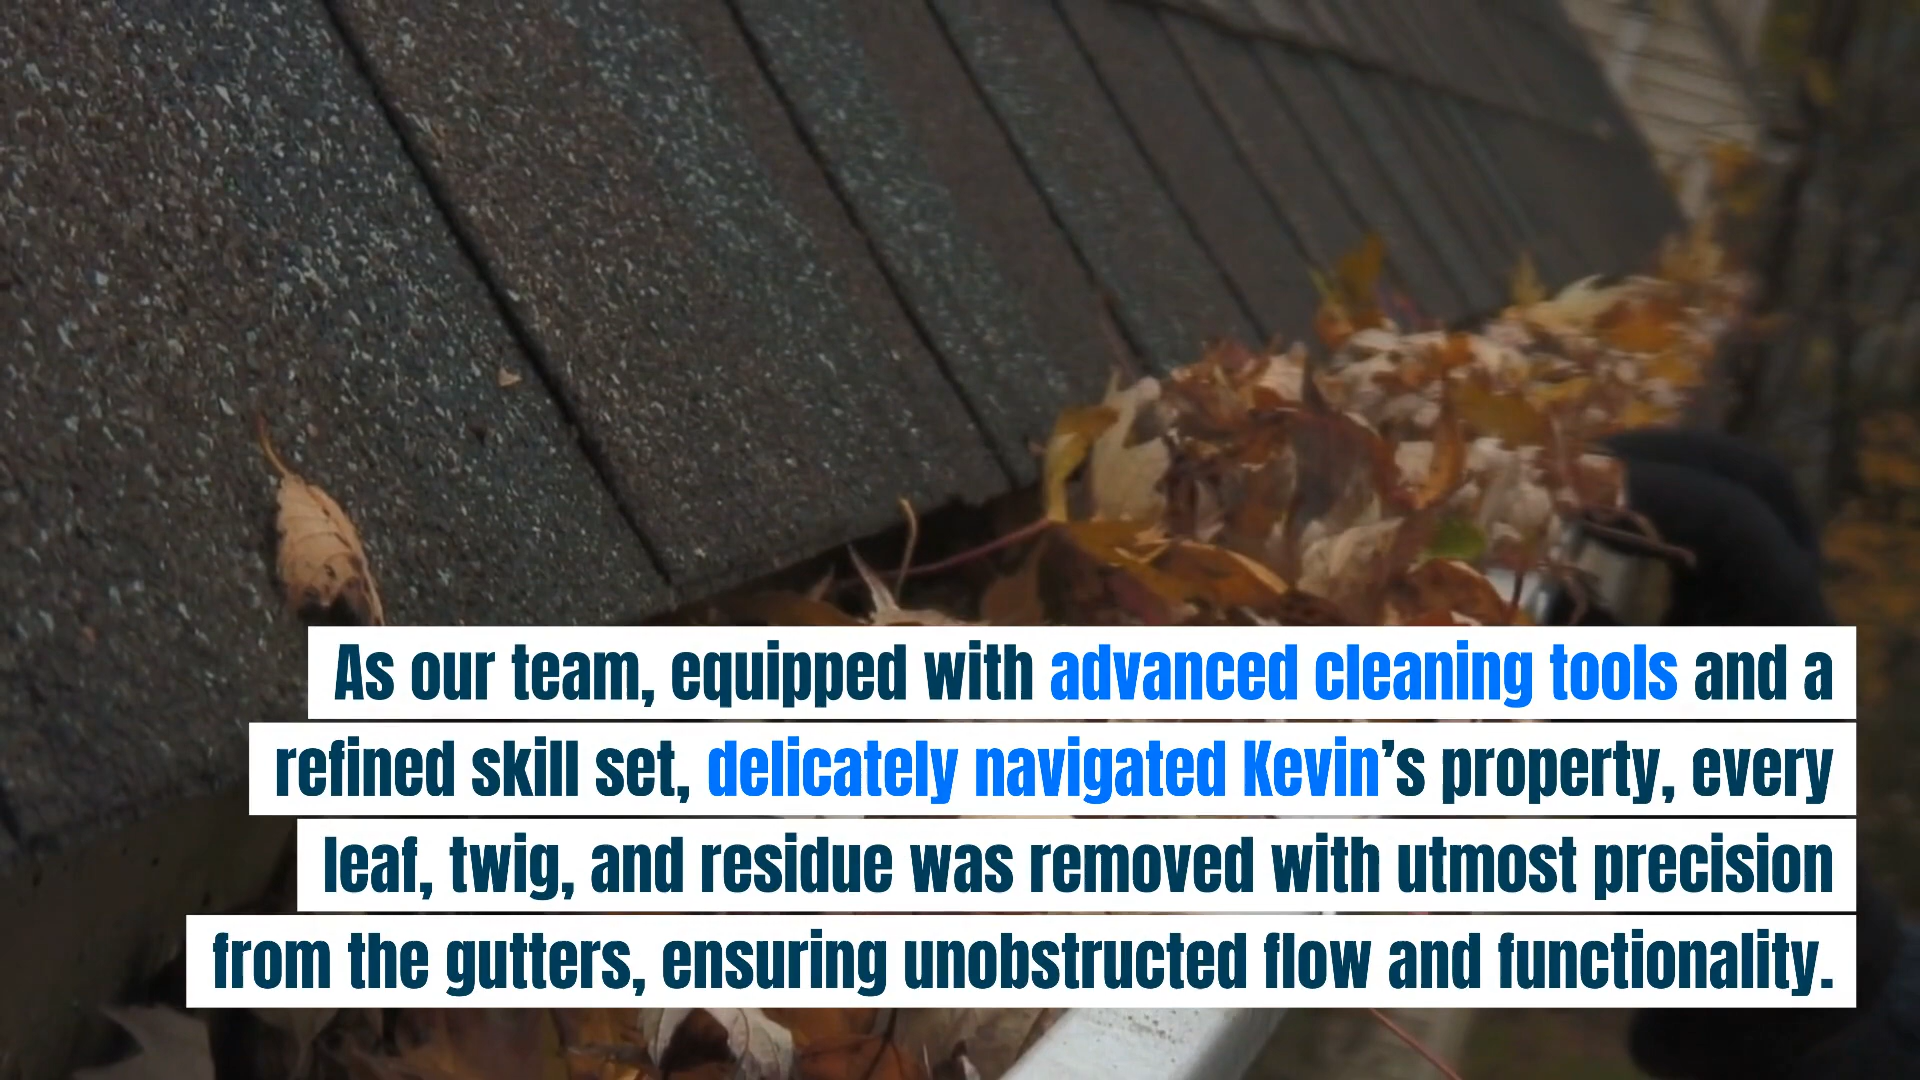 As our team, equipped with advanced cleaning tools and a
refined skill set, delicately navigated Kevin’s property, every
leaf, twig, and residue was removed with utmost precision
from the gutters, ensuring unobstructed flow and functionality.